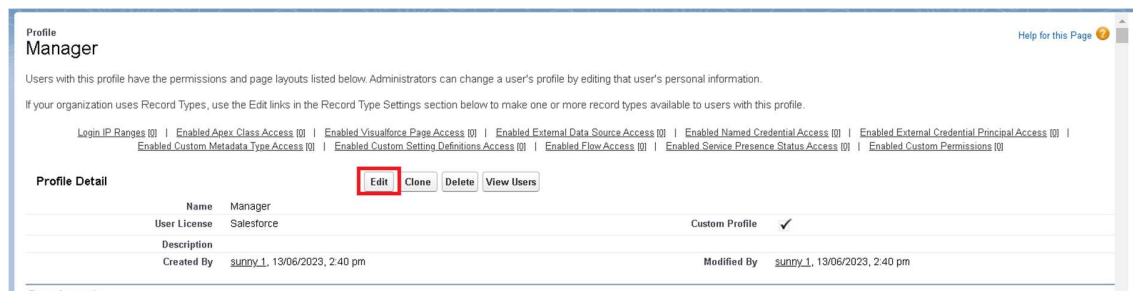 Profile
Manager
Help for this Page
Users with this profile have the permissions and page layouts listed below. Administrators can change a user's profile by editing that user's personal information.
If your organization uses Record Types, use the Edit links in the Record Type Settings section below to make one or more record types available to users with this profile.
Login IP Ranges [0] | Enabled Apex Class Access [0] | Enabled Visualforce Page Access [0] | Enabled External Data Source Access [0] | Enabled Named Credential Access [0] | Enabled External Credential Principal Access [0] |
Enabled Custom Metadata Type Access [0] | Enabled Custom Setting Definitions Access [0] | Enabled Flow Access [0] | Enabled Service Presence Status Access [0] | Enabled Custom Permissions [0]
Profile Detail Edit Clone Delete View Users
Name Manager
User License Salesforce Custom Profile ✓
Description
Created By sunny 1, 13/06/2023, 2:40 pm Modified By sunny 1, 13/06/2023, 2:40 pm